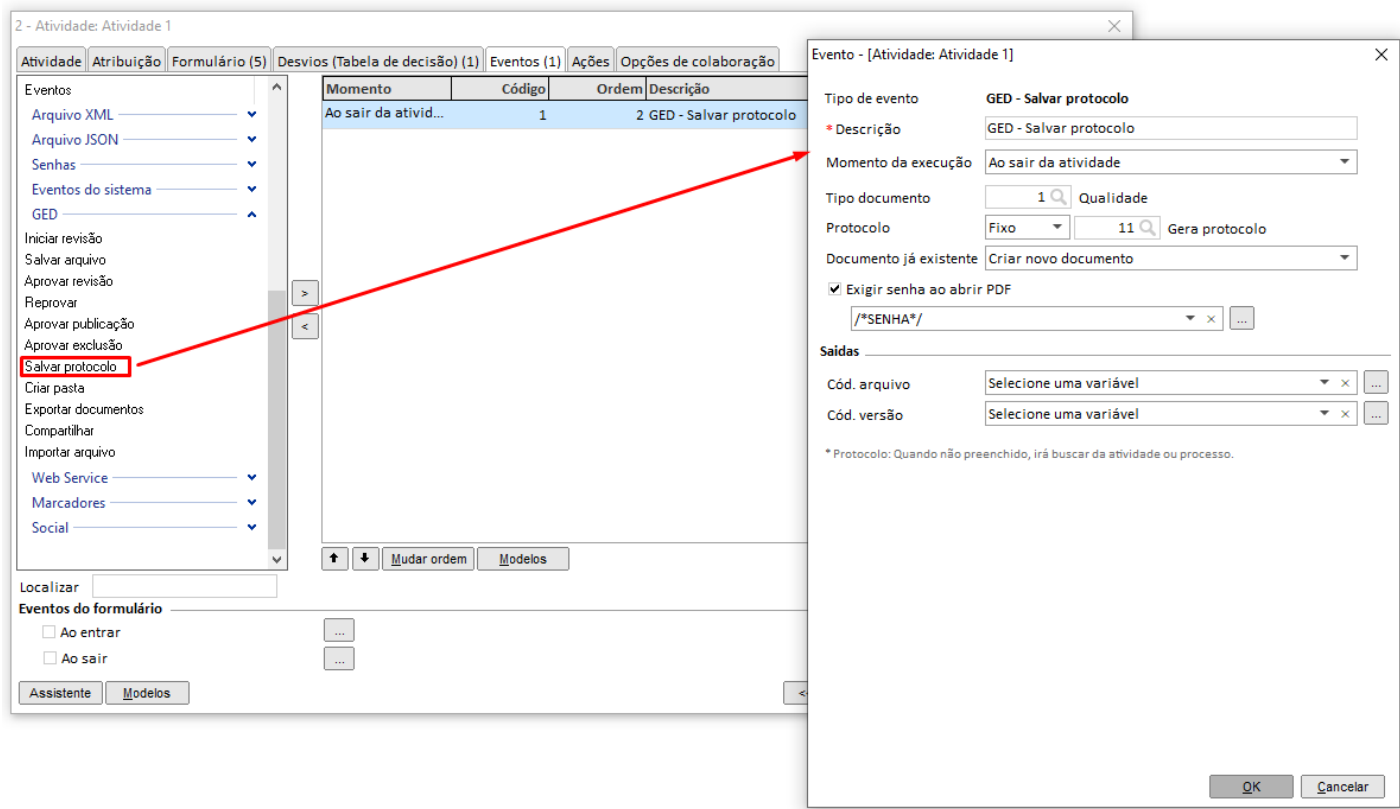 2 - Atividade: Atividade 1
Atividade Atribuição Formulário (5) Desvios (Tabela de decisão) (1) Eventos (1) Ações Opções de colaboração
Eventos
Arquivo XML
Arquivo JSON
Senhas
Eventos do sistema
GED
Iniciar revisão
Salvar arquivo
Aprovar revisão
Reprovar
Aprovar publicação
Aprovar exclusão
Salvar protocolo
Criar pasta
Exportar documentos
Compartilhar
Importar arquivo
Web Service
Marcadores
Social
Localizar
> 
<
Momento Código Ordem Descrição
Ao sair da ativid... 1 2 GED - Salvar protocolo
Mudar ordem Modelos
Eventos do formulário
Ao entrar ...
Ao sair ...
Assistente Modelos
Evento - [Atividade: Atividade 1]
Tipo de evento GED - Salvar protocolo
* Descrição GED - Salvar protocolo
Momento da execução Ao sair da atividade
Tipo documento 1 Qualidade
Protocolo Fixo 11 Gera protocolo
Documento já existente Criar novo documento
Exigir senha ao abrir PDF
/*SENHA*/ ...
Saidas
Cód. arquivo Selecione uma variável ...
Cód. versão Selecione uma variável ...
* Protocolo: Quando não preenchido, irá buscar da atividade ou processo.
OK Cancelar